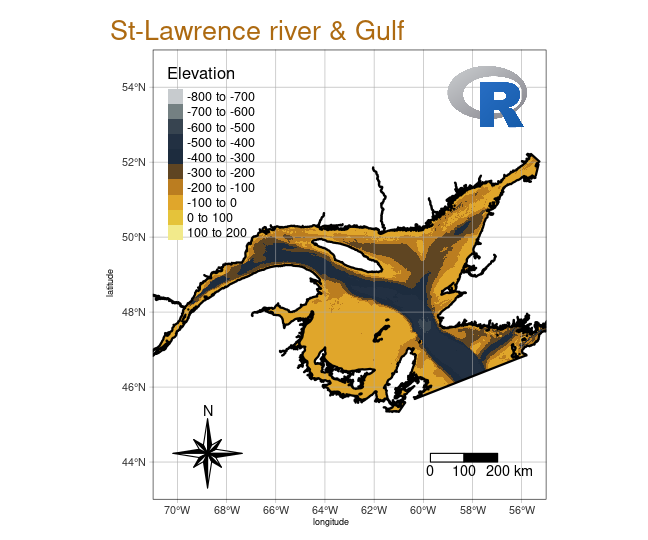 St-Lawrence river & Gulf
Elevation
-800 to -700
-700 to -600
-600 to -500
-500 to -400
-400 to -300
-300 to -200
-200 to -100
-100 to 0
0 to 100
100 to 200
R
54°N
52°N
50°N
48°N
46°N
44°N
latitude
N
0 100 200 km
70°W 68°W 66°W 64°W 62°W 60°W 58°W 56°W
longitude